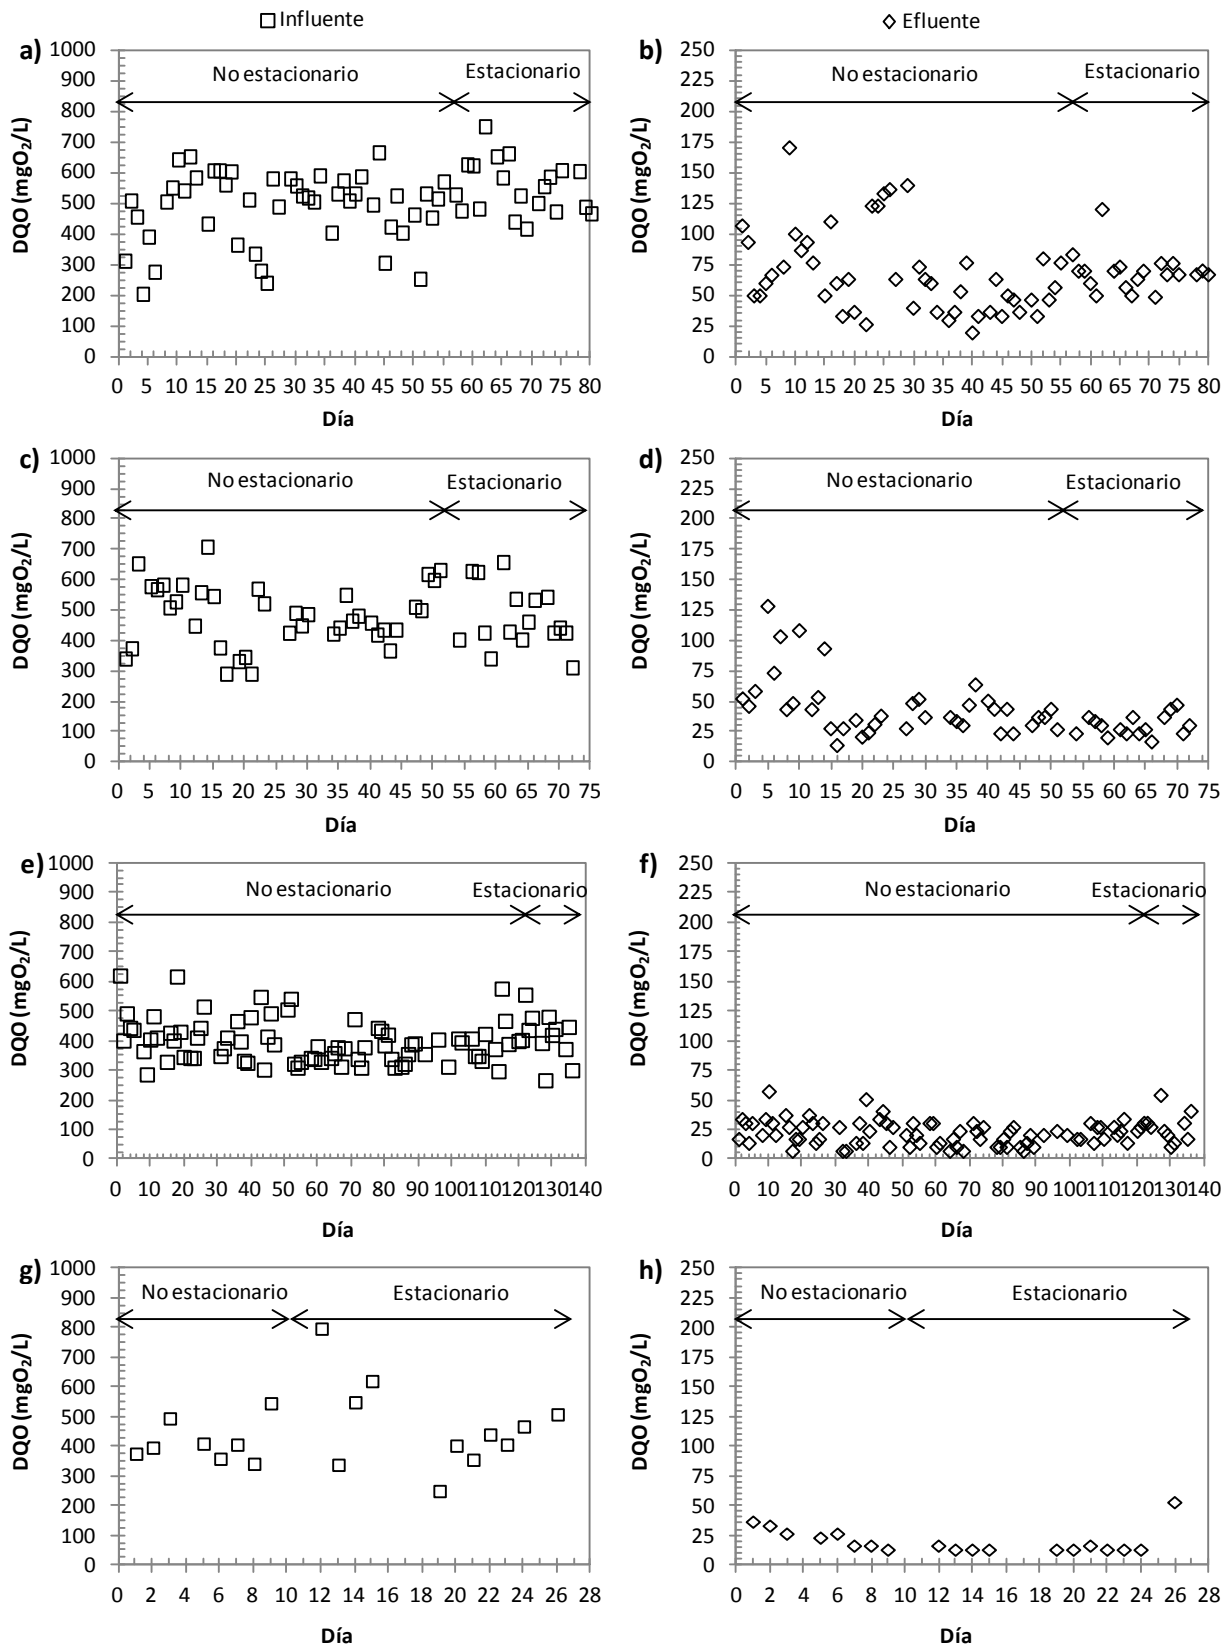 Influente
Efluente
a)
1000
900
800
700
600
500
400
300
200
100
0
DQO (mgO₂/L)
No estacionario
Estacionario
0 5 10 15 20 25 30 35 40 45 50 55 60 65 70 75 80
Día
b)
250
225
200
175
150
125
100
75
50
25
0
DQO (mgO₂/L)
No estacionario
Estacionario
0 5 10 15 20 25 30 35 40 45 50 55 60 65 70 75 80
Día
c)
1000
900
800
700
600
500
400
300
200
100
0
DQO (mgO₂/L)
No estacionario
Estacionario
0 5 10 15 20 25 30 35 40 45 50 55 60 65 70 75
Día
d)
250
225
200
175
150
125
100
75
50
25
0
DQO (mgO₂/L)
No estacionario
Estacionario
0 5 10 15 20 25 30 35 40 45 50 55 60 65 70 75
Día
e)
1000
900
800
700
600
500
400
300
200
100
0
DQO (mgO₂/L)
No estacionario
Estacionario
0 10 20 30 40 50 60 70 80 90 100 110 120 130 140
Día
f)
250
225
200
175
150
125
100
75
50
25
0
DQO (mgO₂/L)
No estacionario
Estacionario
0 10 20 30 40 50 60 70 80 90 100 110 120 130 140
Día
g)
1000
900
800
700
600
500
400
300
200
100
0
DQO (mgO₂/L)
No estacionario
Estacionario
0 2 4 6 8 10 12 14 16 18 20 22 24 26 28
Día
h)
250
225
200
175
150
125
100
75
50
25
0
DQO (mgO₂/L)
No estacionario
Estacionario
0 2 4 6 8 10 12 14 16 18 20 22 24 26 28
Día